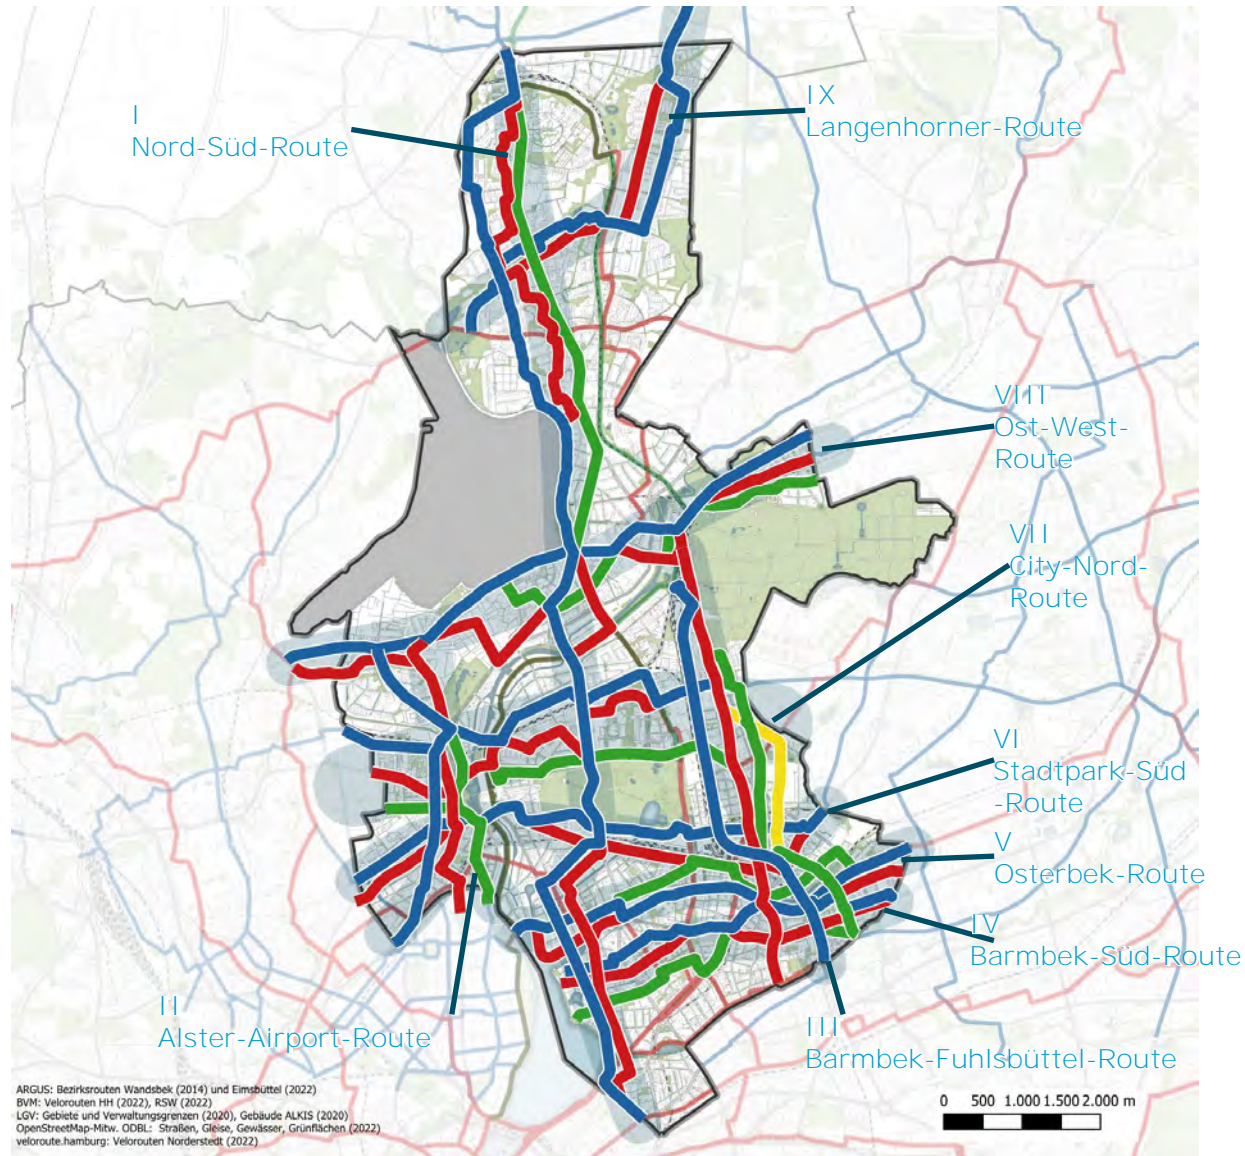 I
Nord-Süd-Route
IX
Langenhorner-Route
VIII
Ost-West-
Route
VII
City-Nord-
Route
VI
Stadtpark-Süd
-Route
V
Osterbek-Route
IV
Barmbek-Süd-Route
II
Alster-Airport-Route
III
Barmbek-Fuhlsbüttel-Route
ARGUS: Bezirksrouten Wandsbek (2014) und Eimsbüttel (2022)
BVM: Velorouten HH (2022), RSW (2022)
LGV: Gebiete und Verwaltungsgrenzen (2020), Gebäude ALKIS (2020)
OpenStreetMap-Mitw. ODBL: Straßen, Gleise, Gewässer, Grünflächen (2022)
veloroute.hamburg: Velorouten Norderstedt (2022)
0 500 1.000 1.500 2.000 m